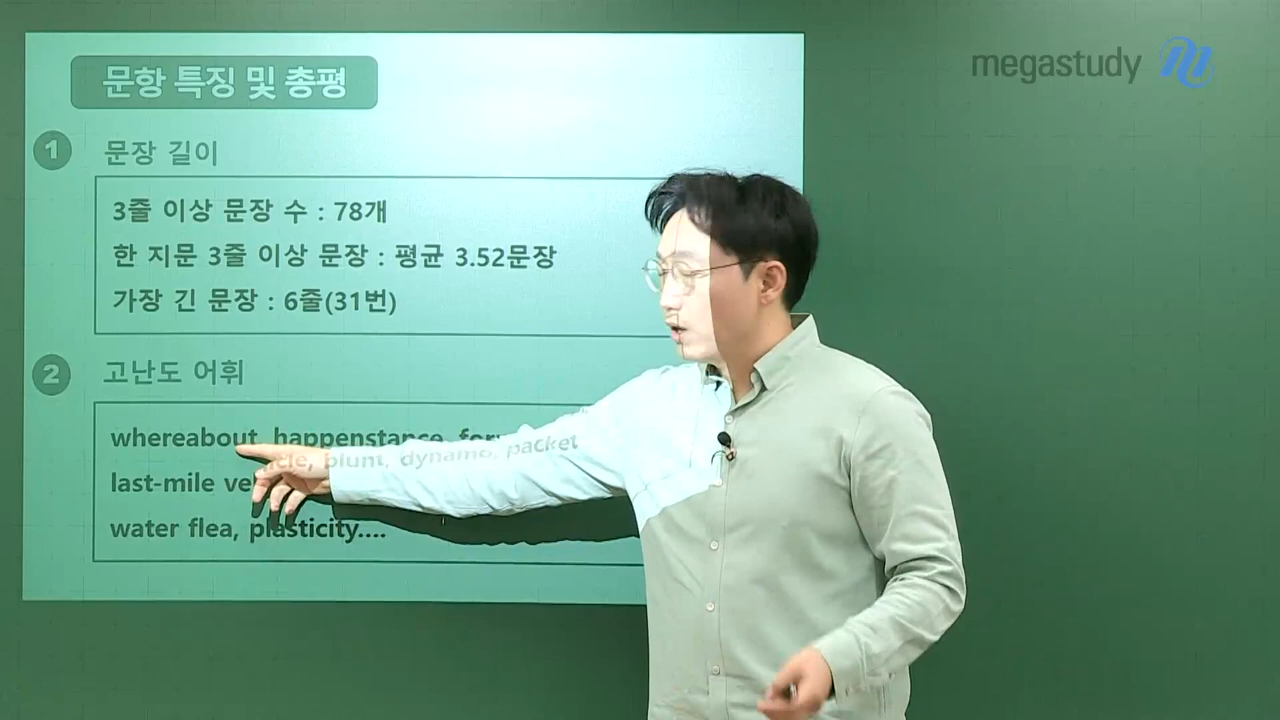 megastudy
문항 특징 및 총평
1 문장 길이
3줄 이상 문장 수 : 78개
한 지문 3줄 이상 문장 : 평균 3.52문장
가장 긴 문장 : 6줄(31번)
2 고난도 어휘
whereabout, happenstance,
last-mile blunt, dynamo, packet
water flea, plasticity....